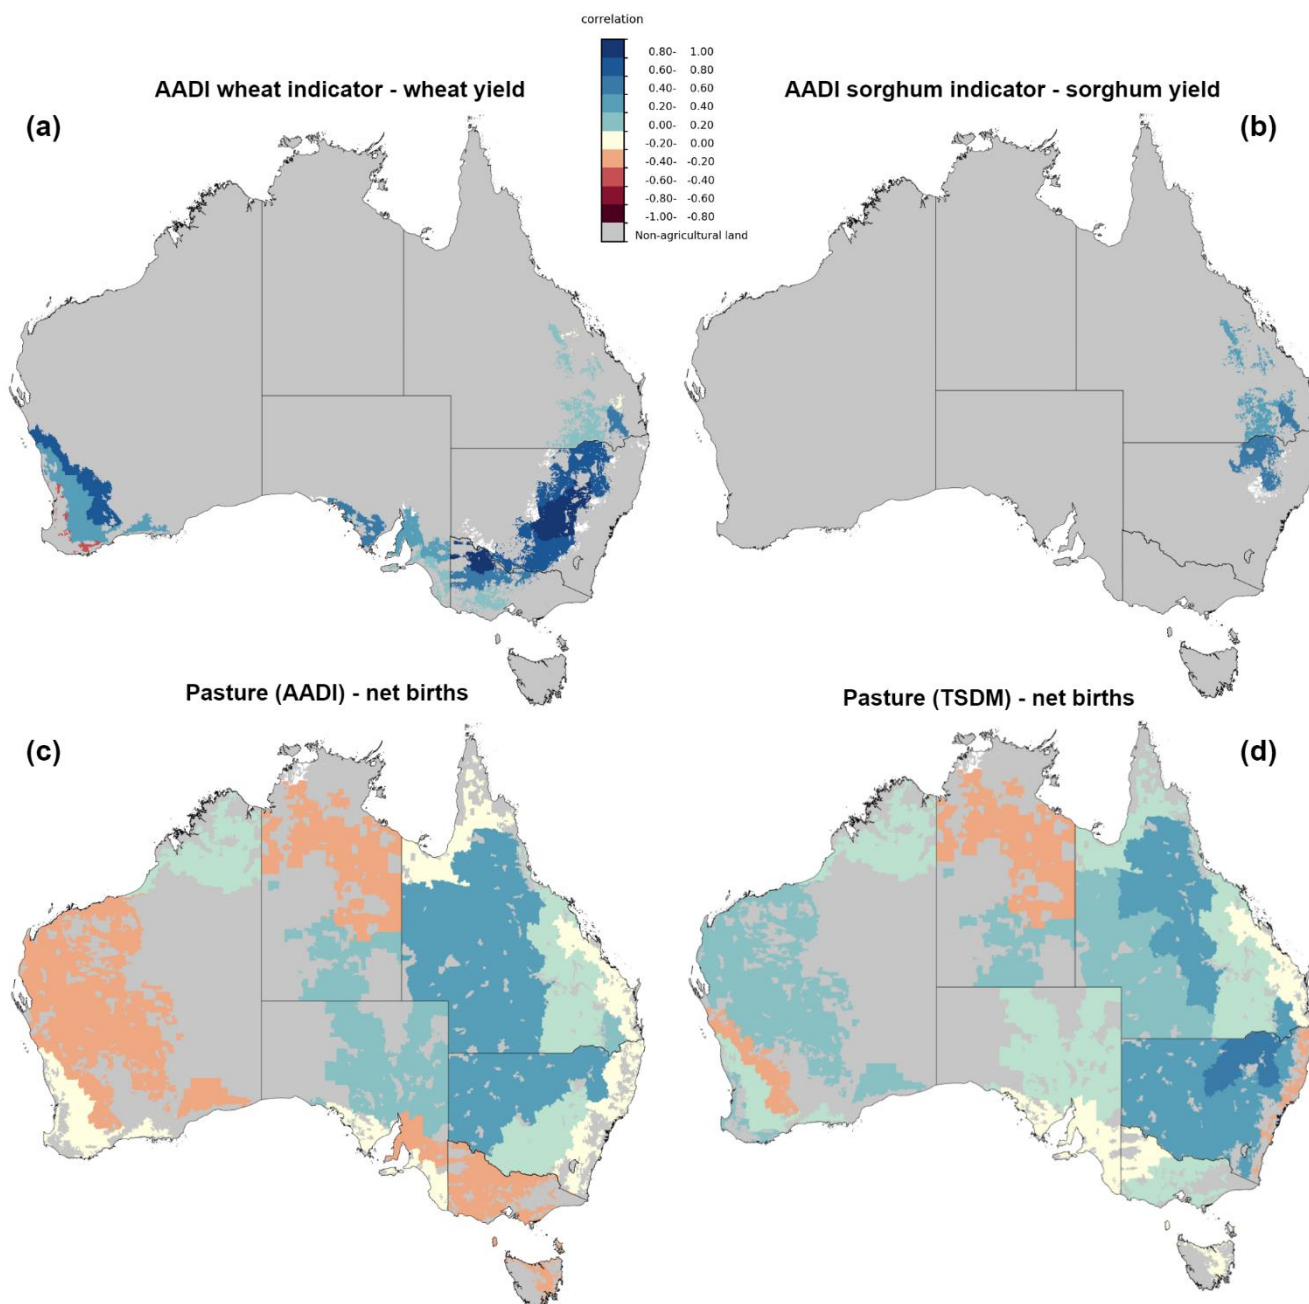 correlation
0.80- 1.00
0.60- 0.80
0.40- 0.60
0.20- 0.40
0.00- 0.20
-0.20- 0.00
-0.40- -0.20
-0.60- -0.40
-0.80- -0.60
-1.00- -0.80
Non-agricultural land
AADI wheat indicator - wheat yield
AADI sorghum indicator - sorghum yield
(a)
(b)
Pasture (AADI) - net births
Pasture (TSDM) - net births
(c)
(d)